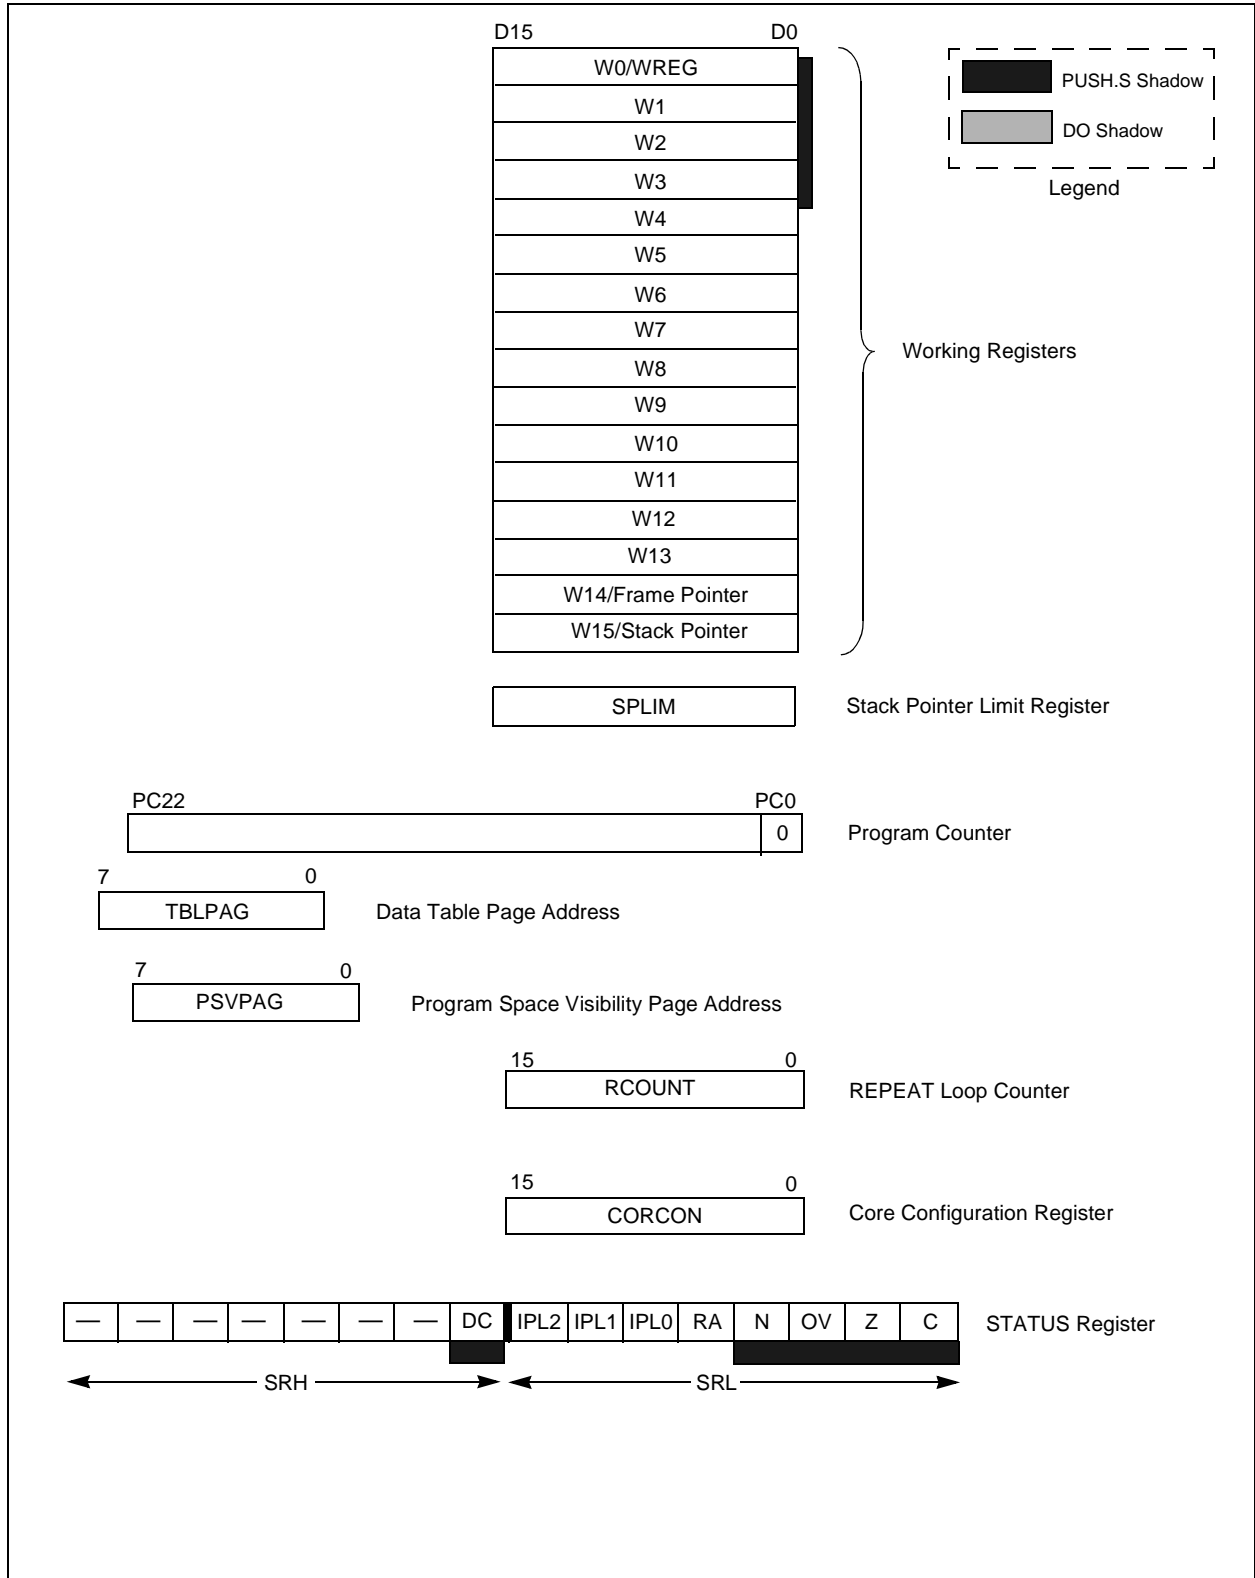 D15 D0
W0/WREG
W1
W2
W3
W4
W5
W6
W7
W8
W9
W10
W11
W12
W13
W14/Frame Pointer
W15/Stack Pointer
PUSH.S Shadow
DO Shadow
Legend
Working Registers
SPLIM Stack Pointer Limit Register
PC22 PC0
0 Program Counter
7 0
TBLPAG Data Table Page Address
7 0
PSVPAG Program Space Visibility Page Address
15 0
RCOUNT REPEAT Loop Counter
15 0
CORCON Core Configuration Register
— — — — — — — DC IPL2 IPL1 IPL0 RA N OV Z C STATUS Register
SRH SRL